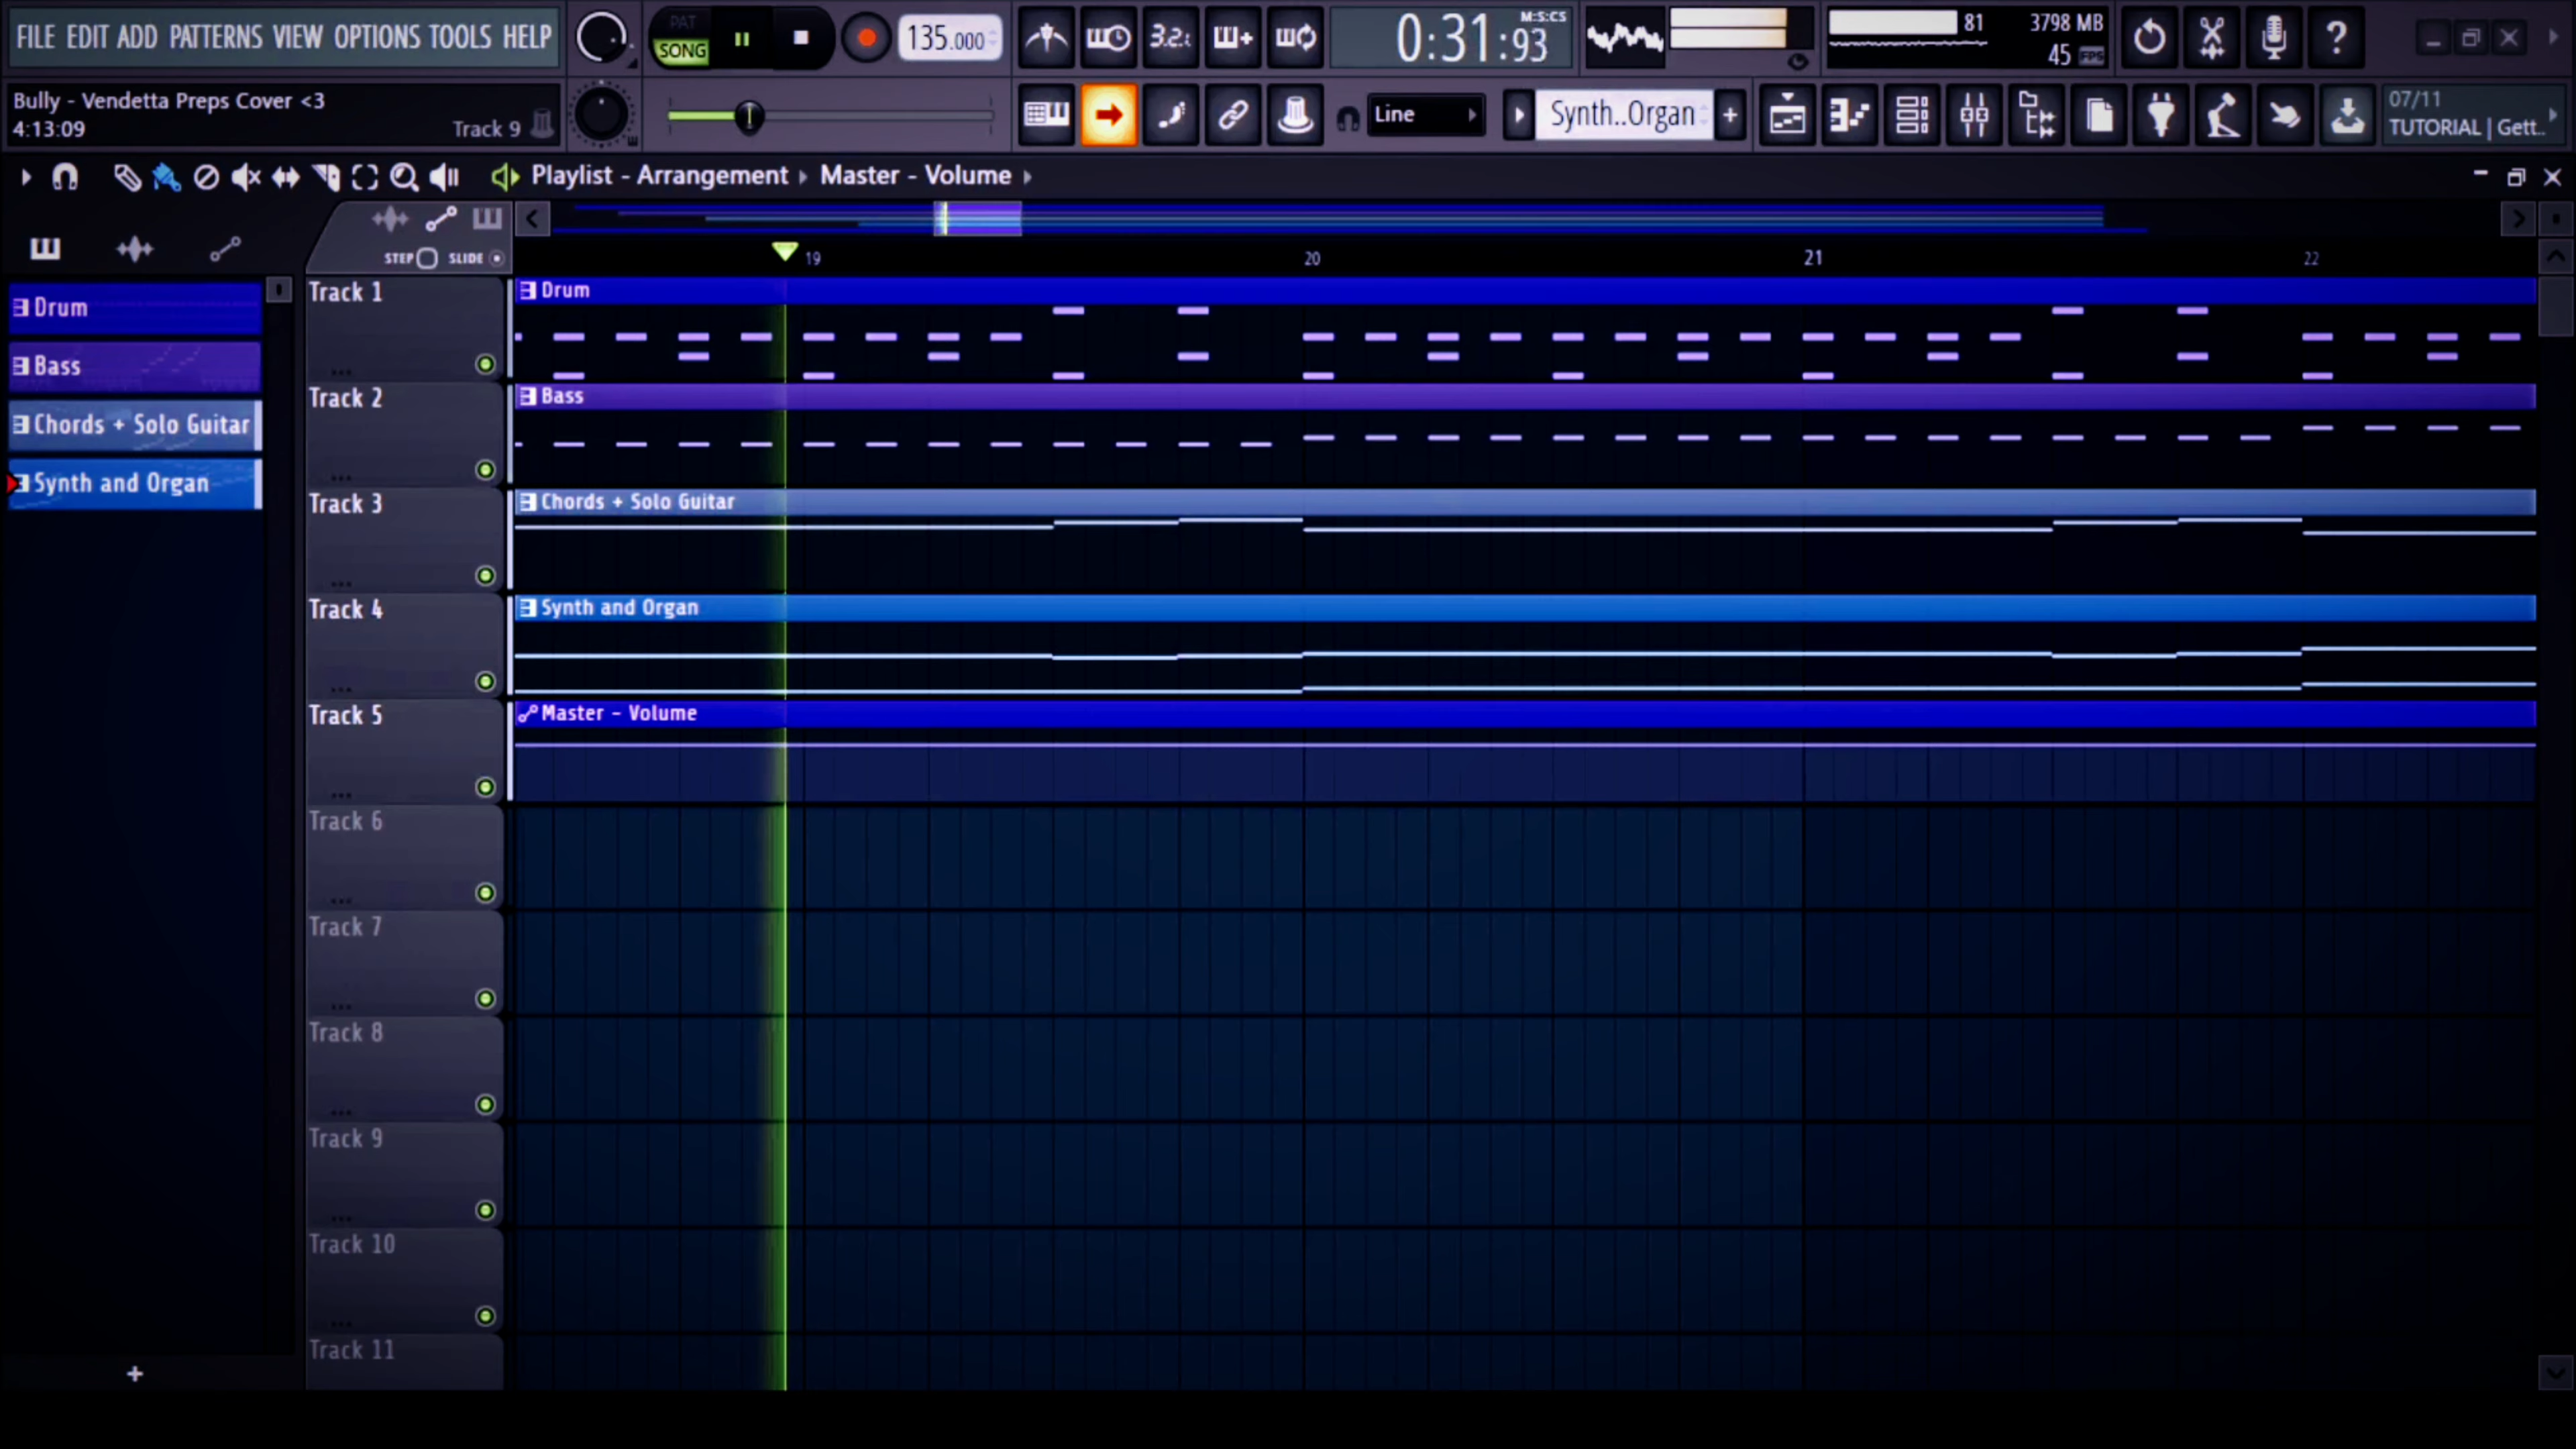 FILE EDIT ADD PATTERNS VIEW OPTIONS TOOLS HELP
PAT
SONG
135.000
3.2.
M:S:CS
0:31:93
81
3798 MB
45
Bully - Vendetta Preps Cover <3
4:13:09
Track 9
Line
Synth..Organ
07/11
TUTORIAL | Gett..
Playlist - Arrangement
Master - Volume
STEP
SLIDE
19
20
21
22
Drum
Bass
Chords + Solo Guitar
Synth and Organ
Track 1
Drum
Track 2
Bass
Track 3
Chords + Solo Guitar
Track 4
Synth and Organ
Track 5
Master - Volume
Track 6
Track 7
Track 8
Track 9
Track 10
Track 11